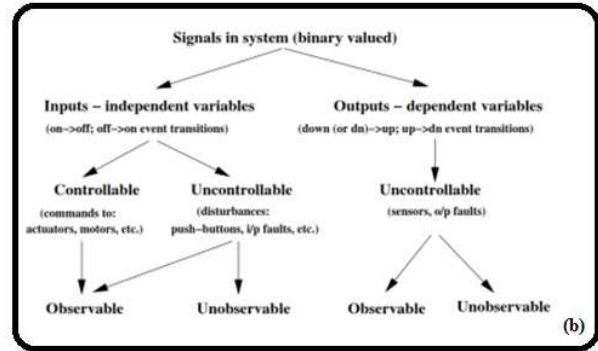 Signals in system (binary valued)
Inputs – independent variables
(on->off; off->on event transitions)
Outputs – dependent variables
(down (or dn)->up; up->dn event transitions)
Controllable
(commands to:
actuators, motors, etc.)
Uncontrollable
(disturbances:
push-buttons, i/p faults, etc.)
Uncontrollable
(sensors, o/p faults)
Observable
Unobservable
Observable
Unobservable
(b)